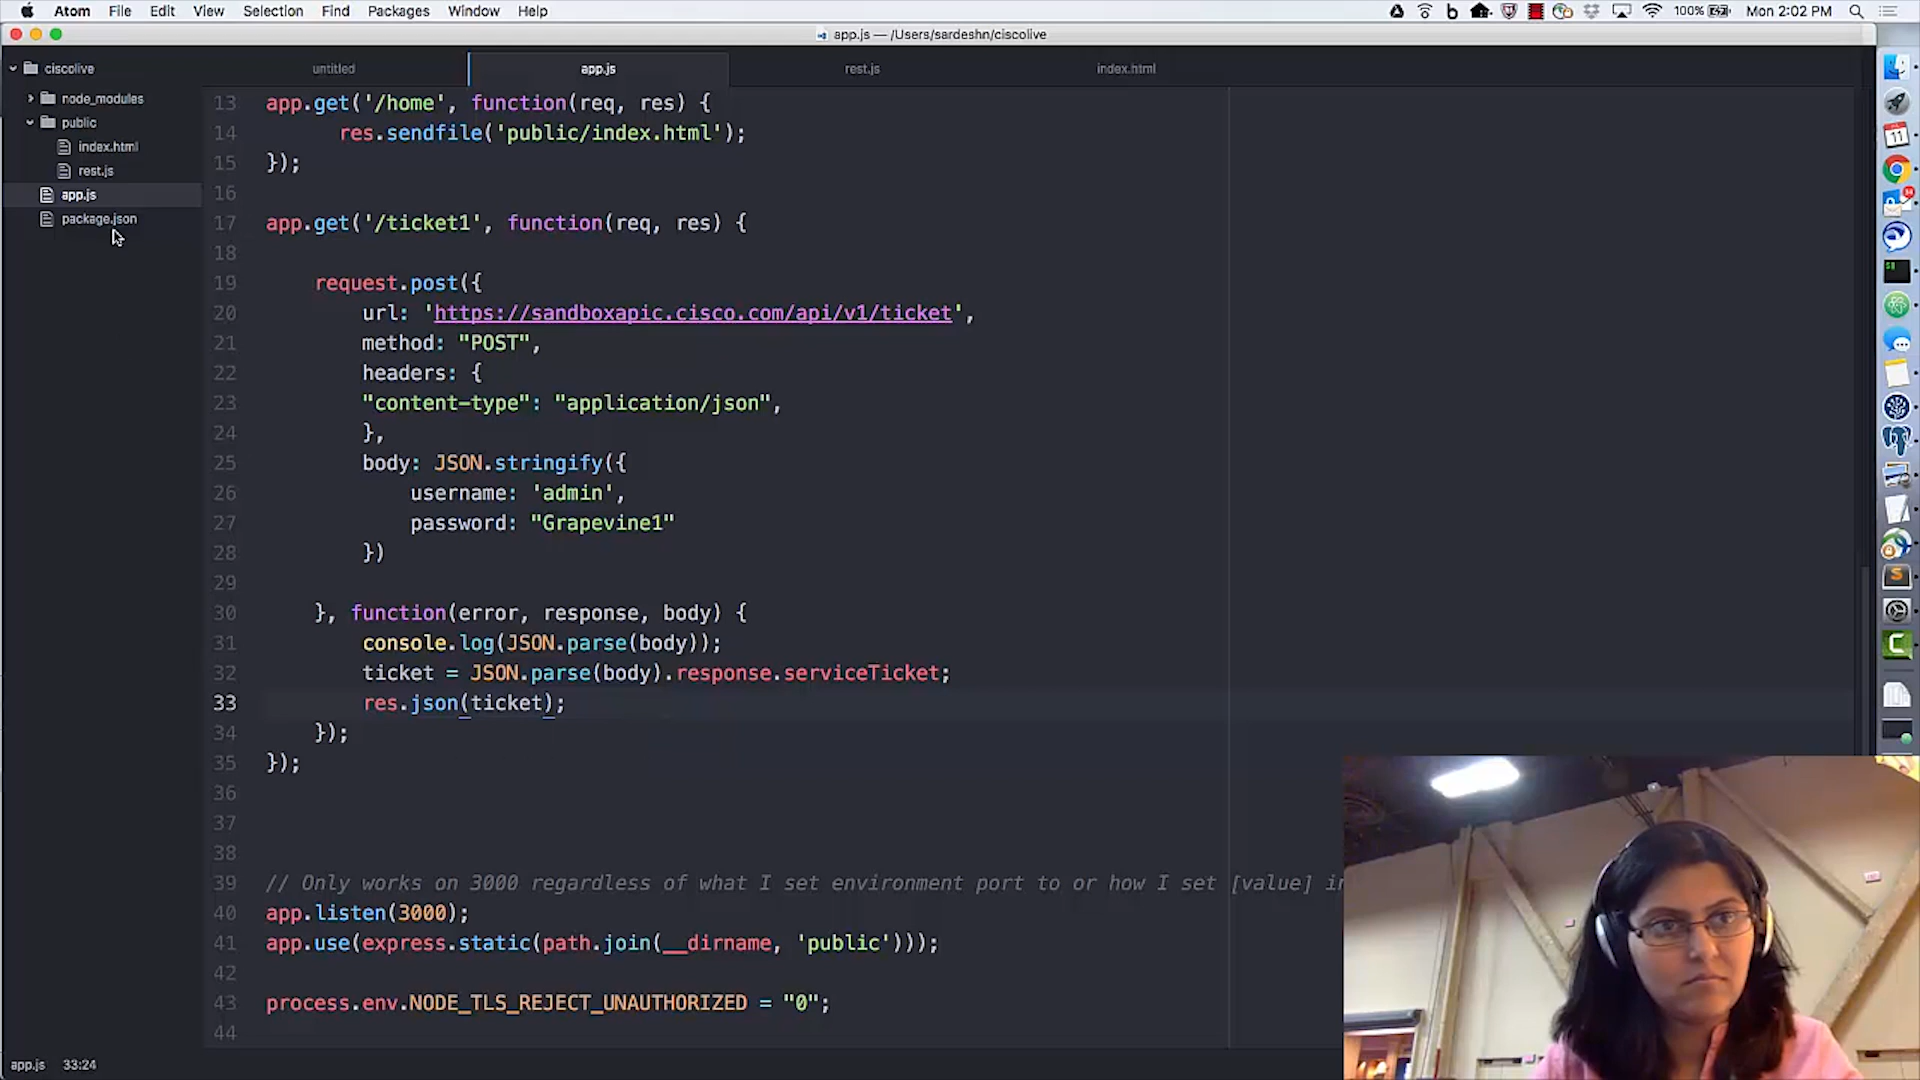 Atom File Edit View Selection Find Packages Window Help
100% Mon 2:02 PM
app.js — /Users/sardeshn/ciscolive
ciscolive
node_modules
public
index.html
rest.js
app.js
package.json
untitled app.js rest.js index.html
13 app.get('/home', function(req, res) {
14 res.sendfile('public/index.html');
15 });
16
17 app.get('/ticket1', function(req, res) {
18
19 request.post({
20 url: 'https://sandboxapic.cisco.com/api/v1/ticket',
21 method: "POST",
22 headers: {
23 "content-type": "application/json",
24 },
25 body: JSON.stringify({
26 username: 'admin',
27 password: "Grapevine1"
28 })
29
30 }, function(error, response, body) {
31 console.log(JSON.parse(body));
32 ticket = JSON.parse(body).response.serviceTicket;
33 res.json(ticket);
34 });
35 });
36
37
38
39 // Only works on 3000 regardless of what I set environment port to or how I set [value] in
40 app.listen(3000);
41 app.use(express.static(path.join(__dirname, 'public')));
42
43 process.env.NODE_TLS_REJECT_UNAUTHORIZED = "0";
44
app.js 33:24